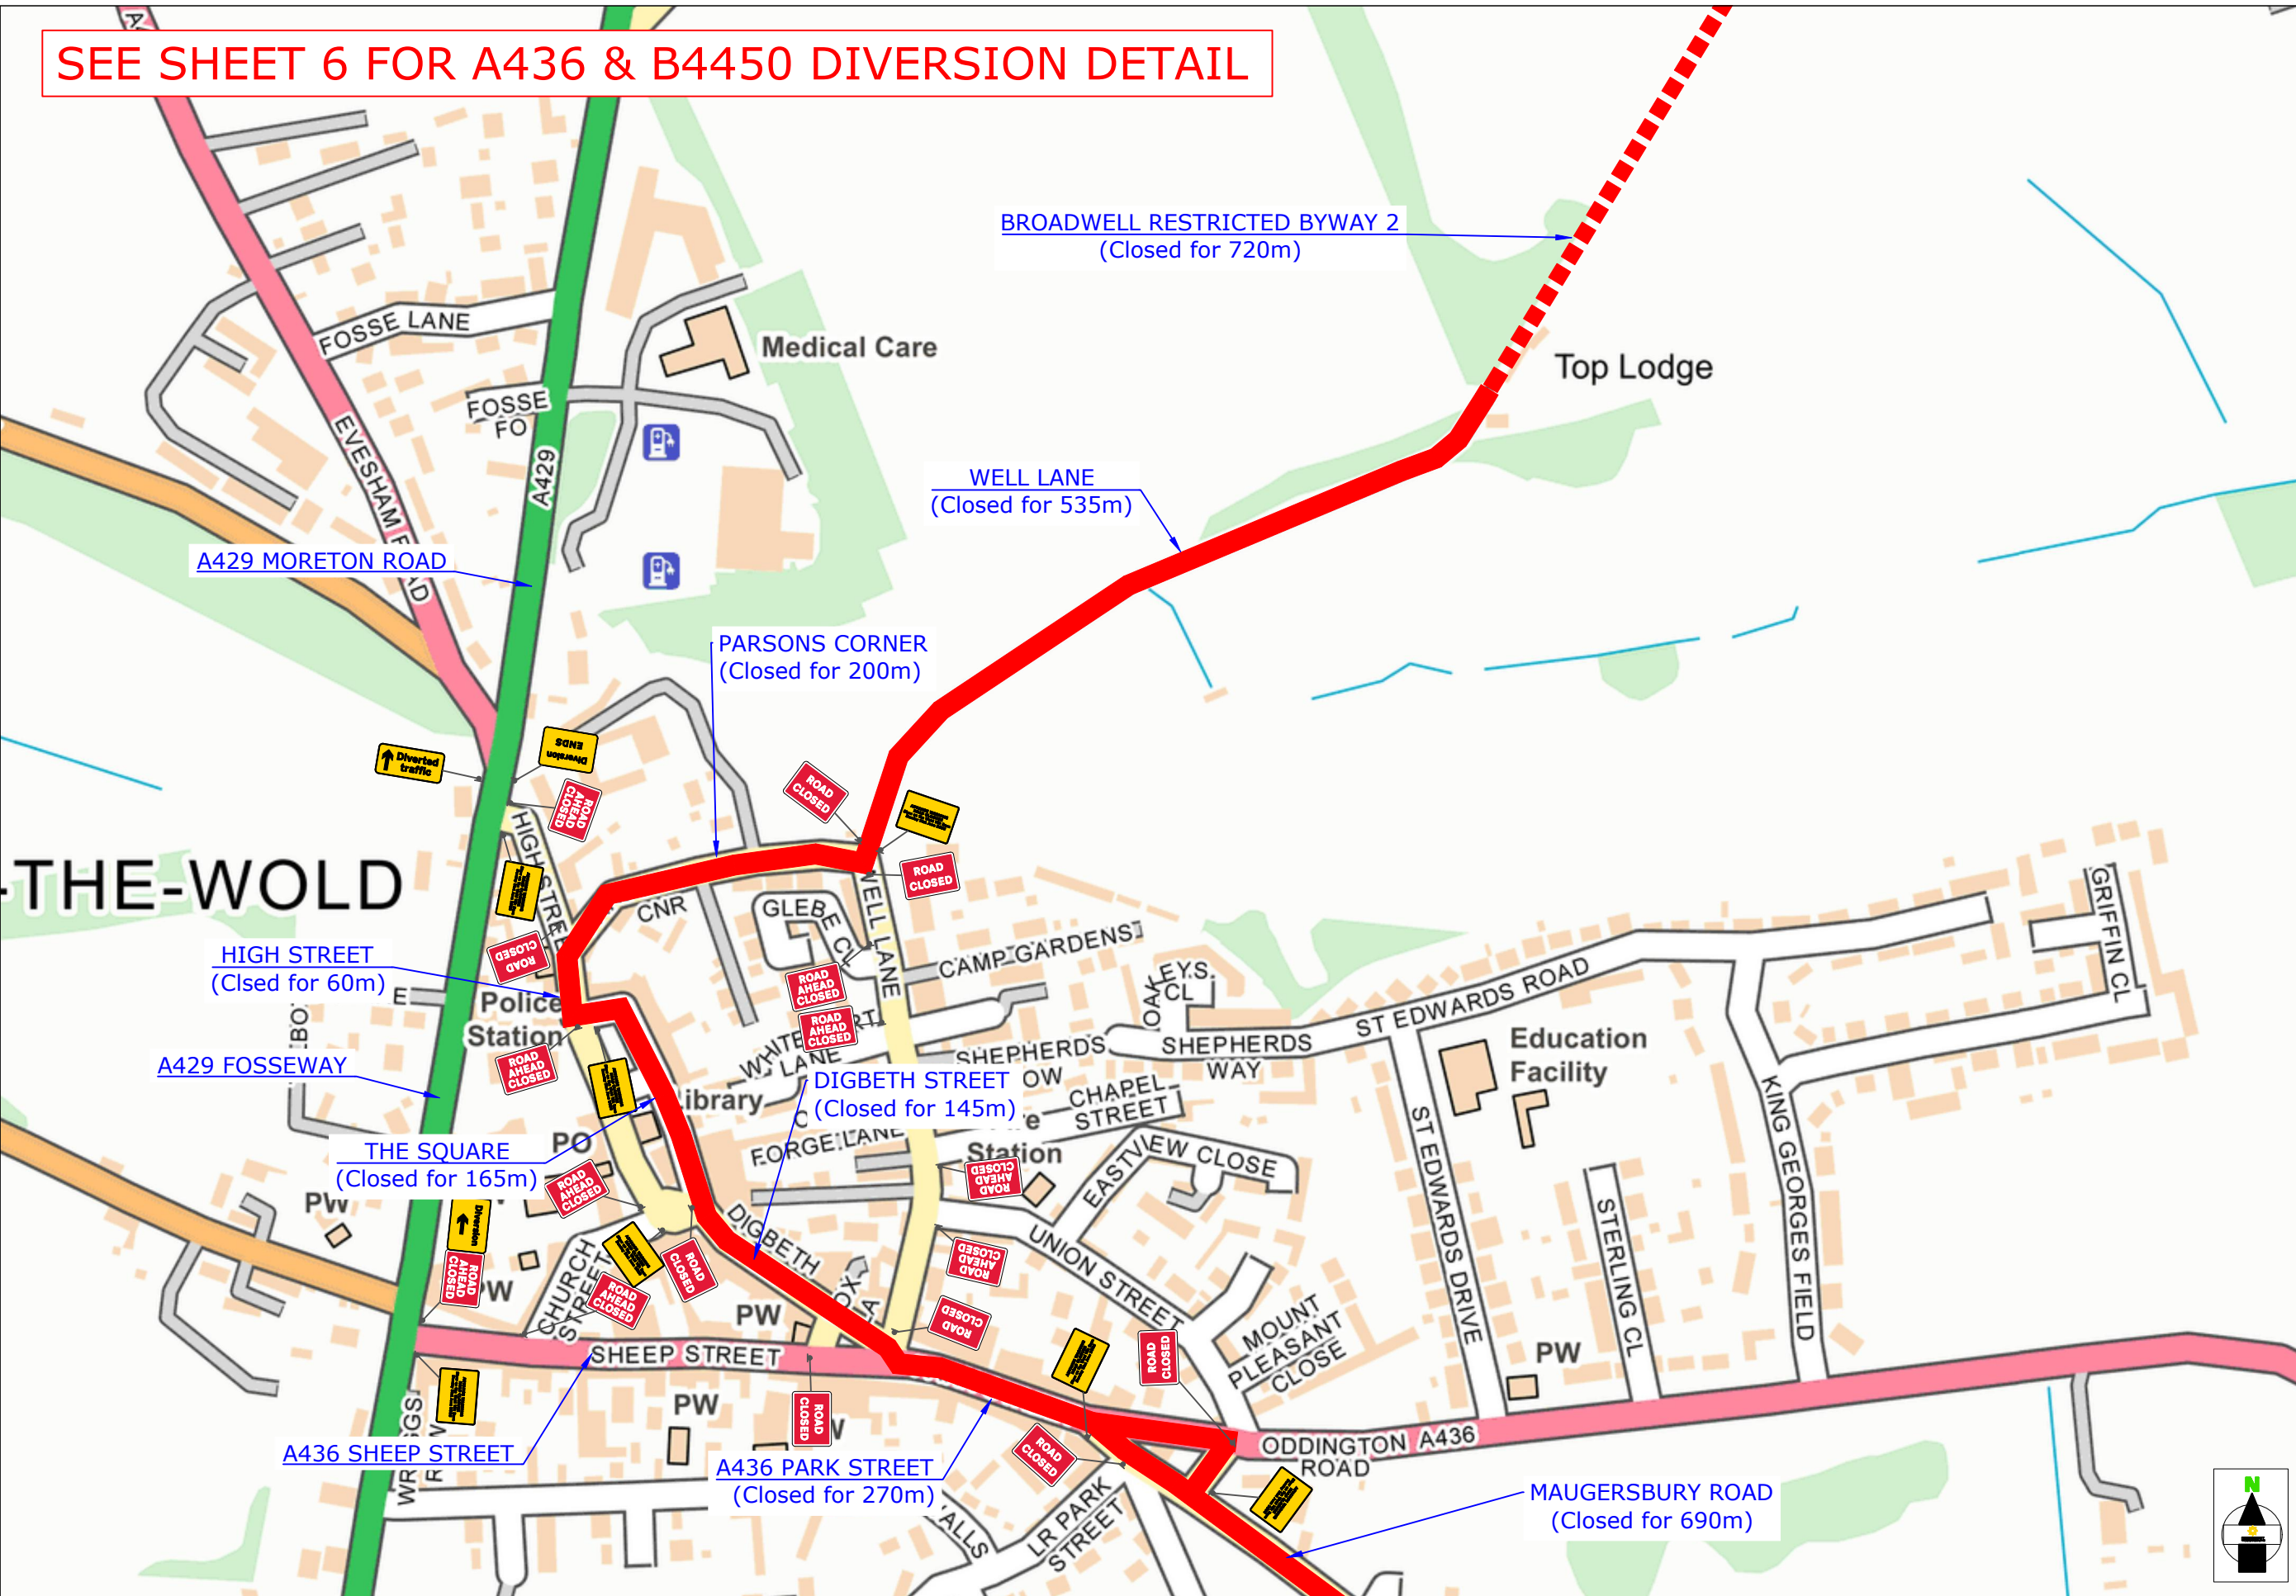 SEE SHEET 6 FOR A436 & B4450 DIVERSION DETAIL
BROADWELL RESTRICTED BYWAY 2
(Closed for 720m)
FOSSE LANE
Medical Care
Top Lodge
FOSSE
FO
EVESHAM
A429
WELL LANE
(Closed for 535m)
A429 MORETON ROAD
PARSONS CORNER
(Closed for 200m)
Diverted
traffic
Diversion
ENDS
ROAD
AHEAD
CLOSED
ROAD
CLOSED
ROAD
CLOSED
-THE-WOLD
HIGH STREE
CNR
GLEBE CL
WELL LANE
CAMP GARDENS
GRIFFIN CL
ROAD
CLOSED
HIGH STREET
(Clsed for 60m)
Police
Station
ROAD
AHEAD
CLOSED
ROAD
AHEAD
CLOSED
CL
ST EDWARDS ROAD
SHEPHERDS
SHEPHERDS
WAY
OW
Education
Facility
ROAD
AHEAD
CLOSED
A429 FOSSEWAY
LANE
DIGBETH STREET
(Closed for 145m)
CHAPEL
STREET
FORGE LANE
Station
THE SQUARE
(Closed for 165m)
PO
PW
EASTVIEW CLOSE
ST EDWARDS DRIVE
KING GEORGES FIELD
STERLING CL
ROAD
AHEAD
CLOSED
ROAD
AHEAD
CLOSED
Diversion
ROAD
AHEAD
CLOSED
PW
CHURCH
STREET
DIGBETH
ROAD
CLOSED
ROAD
AHEAD
CLOSED
UNION STREET
ROAD
AHEAD
CLOSED
ROAD
CLOSED
PW
SHEEP STREET
MOUNT
PLEASANT
CLOSE
ROAD
CLOSED
PW
PW
ROAD
CLOSED
A436 SHEEP STREET
A436 PARK STREET
(Closed for 270m)
ROAD
CLOSED
ODDINGTON A436
ROAD
LR PARK
STREET
MAUGERSBURY ROAD
(Closed for 690m)
N